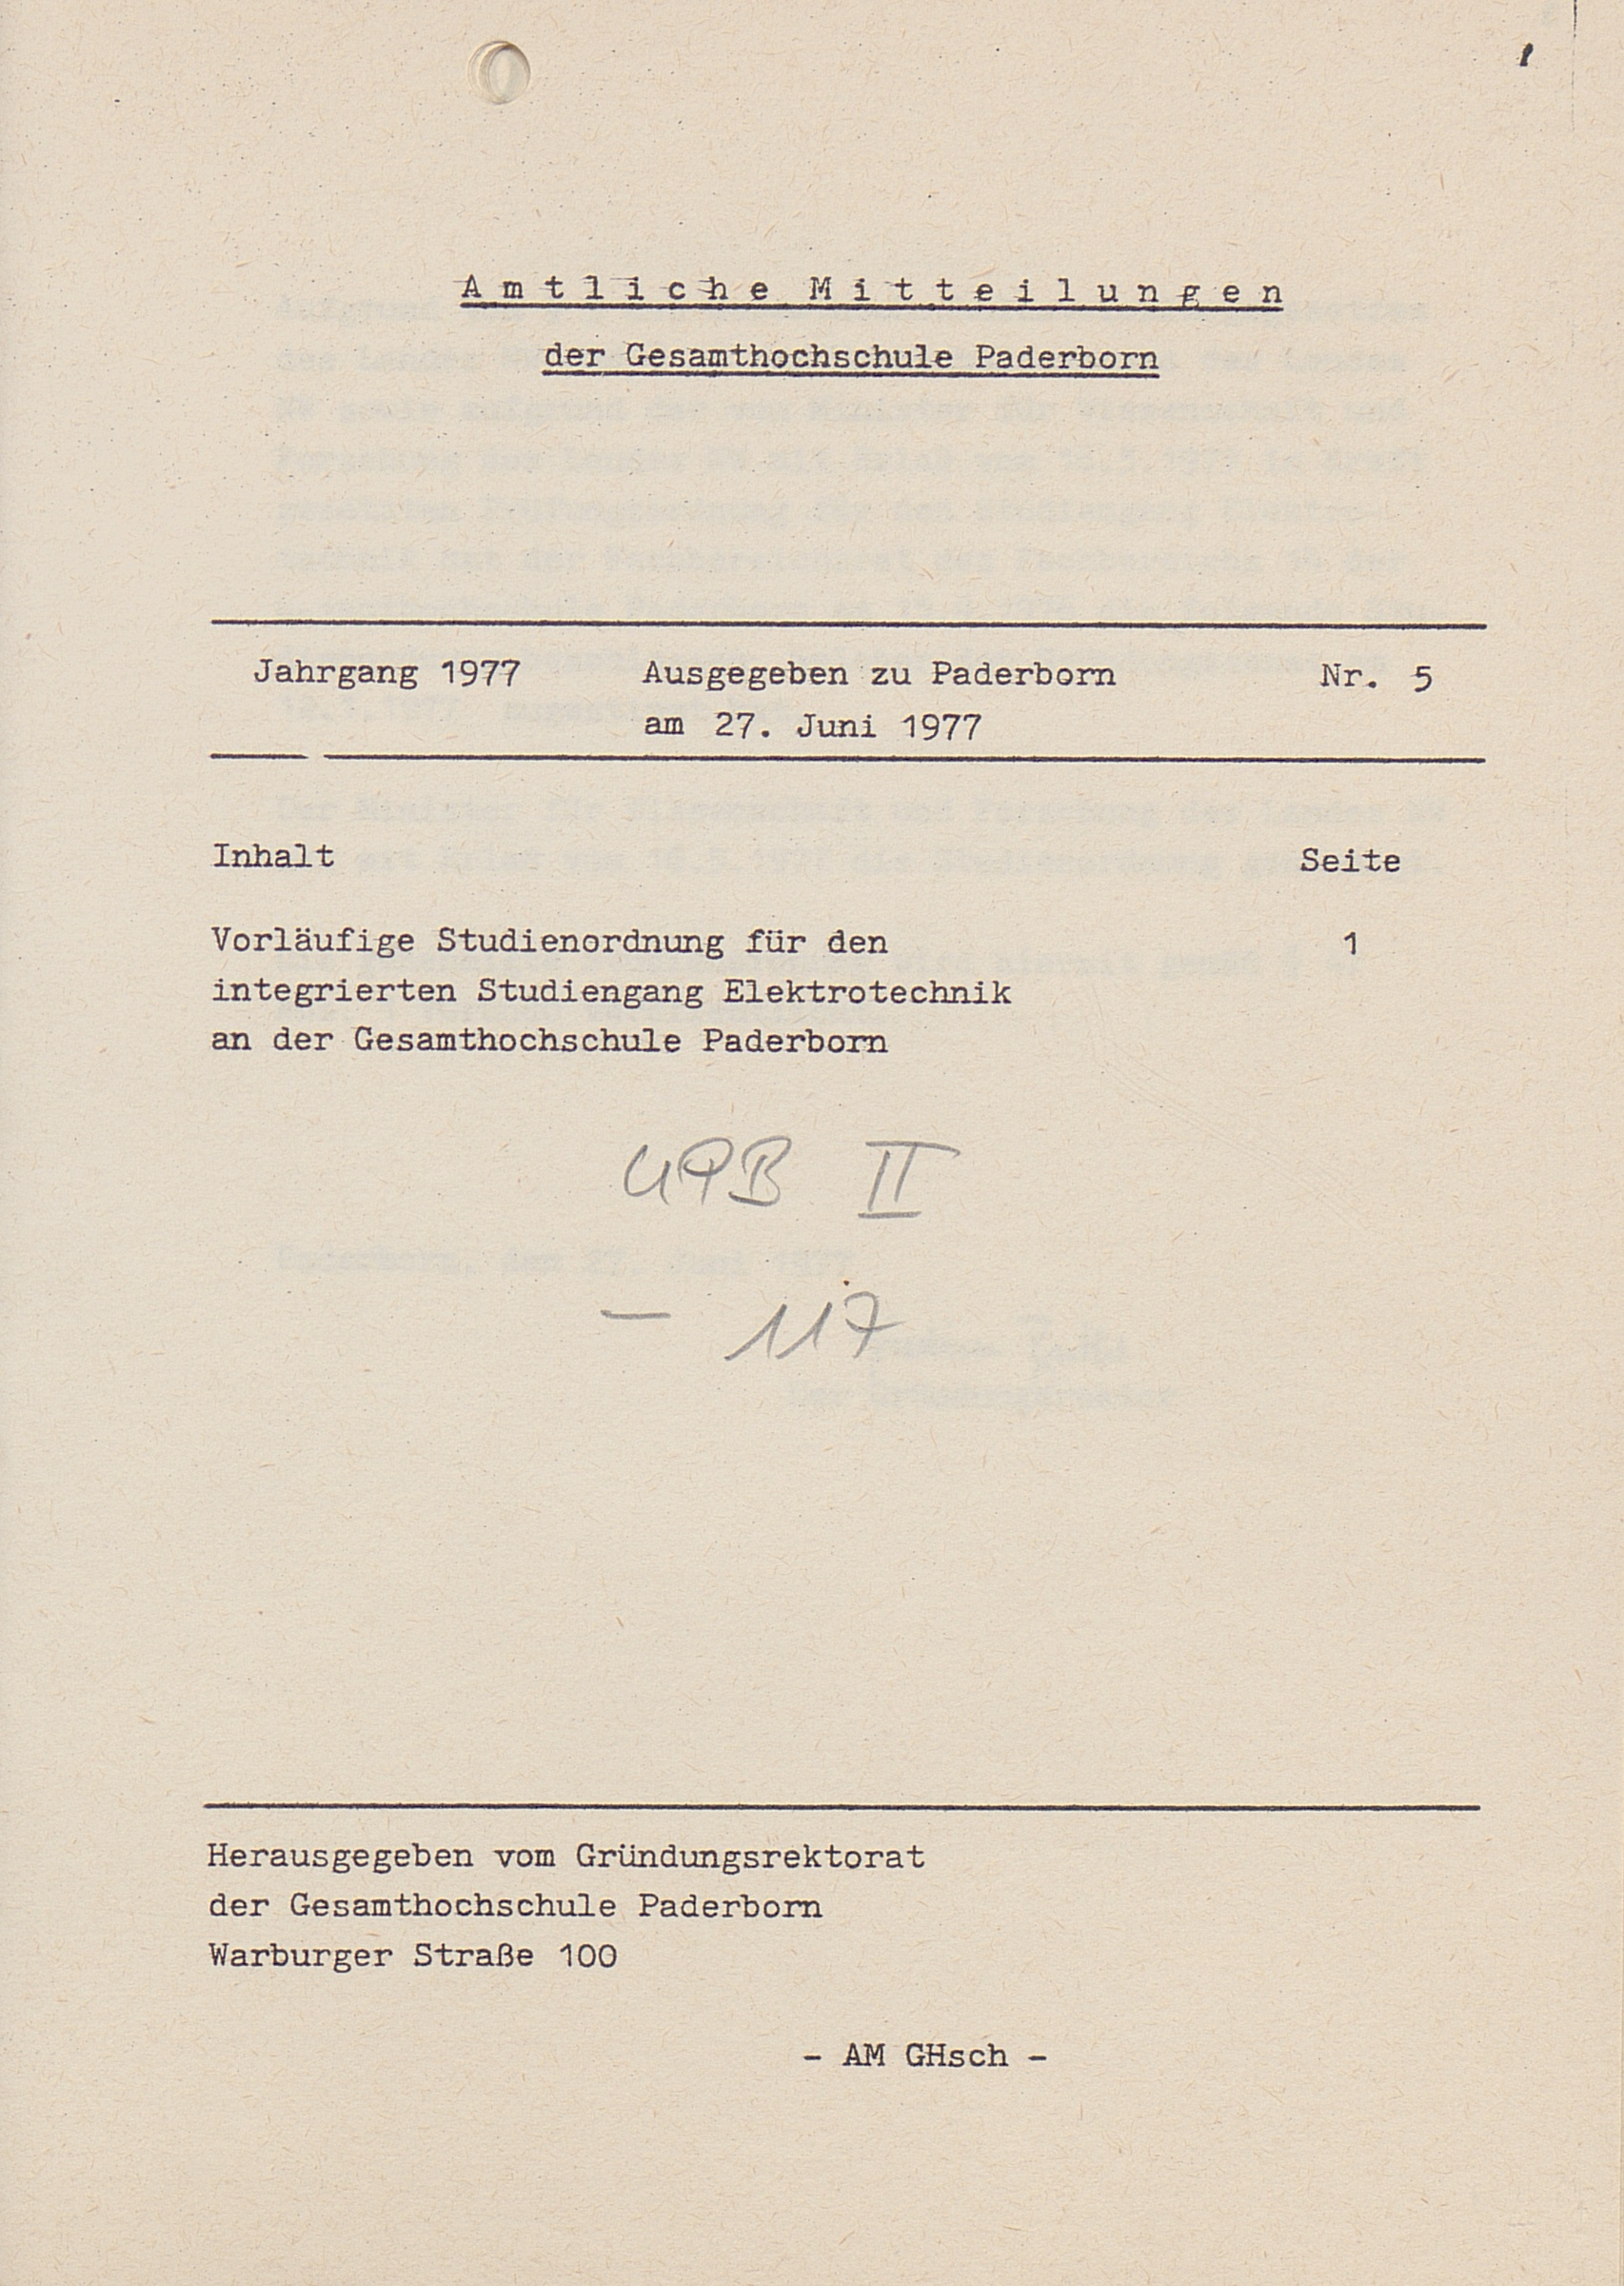 Amtliche Mitteilungen
der Gesamthochschule Paderborn
Jahrgang 1977 Ausgegeben zu Paderborn Nr. 5
am 27. Juni 1977
Inhalt Seite
Vorläufige Studienordnung für den 1
integrierten Studiengang Elektrotechnik
an der Gesamthochschule Paderborn
UPB II
- 117
Herausgegeben vom Gründungsrektorat
der Gesamthochschule Paderborn
Warburger Straße 100
- AM GHsch -